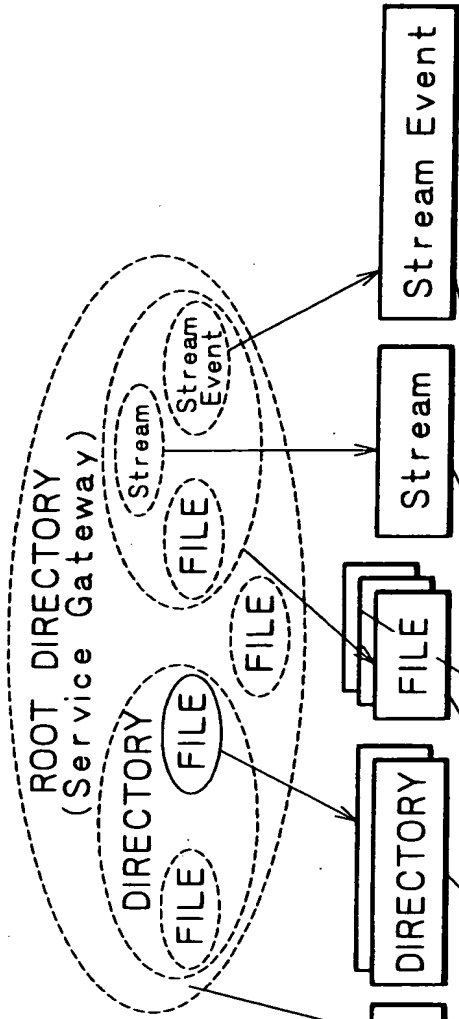 ROOT DIRECTORY
(Service Gateway)
DIRECTORY
FILE
FILE
FILE
FILE
Stream
Stream
Event
DIRECTORY
FILE
Stream
Stream Event